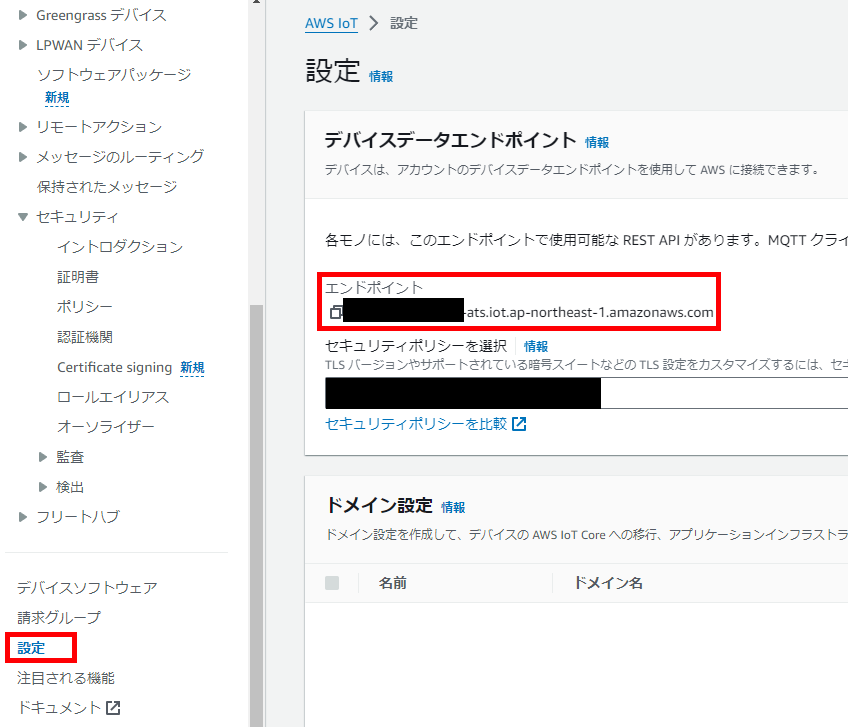 Greengrass デバイス
LPWAN デバイス
ソフトウェアパッケージ
新規
リモートアクション
メッセージのルーティング
保持されたメッセージ
セキュリティ
イントロダクション
証明書
ポリシー
認証機関
Certificate signing 新規
ロールエイリアス
オーソライザー
監査
検出
フリートハブ
デバイスソフトウェア
請求グループ
設定
注目される機能
ドキュメント
AWS IoT > 設定
設定 情報
デバイスデータエンドポイント 情報
デバイスは、アカウントのデバイスデータエンドポイントを使用して AWS に接続できます。
各モノには、このエンドポイントで使用可能な REST API があります。MQTT クライ
エンドポイント
-ats.iot.ap-northeast-1.amazonaws.com
セキュリティポリシーを選択 情報
TLS バージョンやサポートされている暗号スイートなどの TLS 設定をカスタマイズするには、セキ
セキュリティポリシーを比較
ドメイン設定 情報
ドメイン設定を作成して、デバイスの AWS IoT Core への移行、アプリケーションインフラストラ
名前 ドメイン名